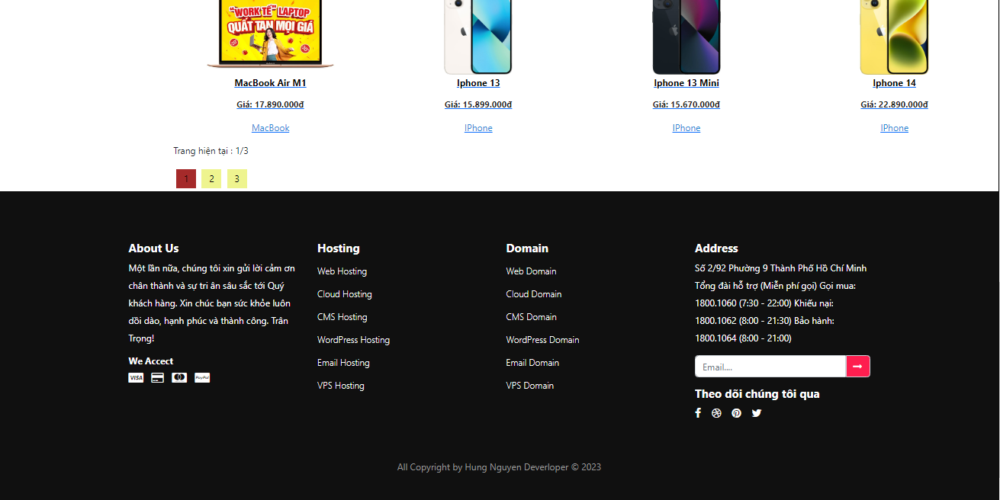 "WORK TẾ" LAPTOP
QUẤT TAN MỌI GIÁ
MacBook Air M1
Giá: 17.890.000đ
MacBook
Iphone 13
Giá: 15.899.000đ
IPhone
Iphone 13 Mini
Giá: 15.670.000đ
IPhone
Iphone 14
Giá: 22.890.000đ
IPhone
Trang hiện tại : 1/3
1 2 3
About Us
Một lần nữa, chúng tôi xin gửi lời cảm ơn
chân thành và sự tri ân sâu sắc tới Quý
khách hàng. Xin chúc bạn sức khỏe luôn
dồi dào, hạnh phúc và thành công. Trân
Trọng!
We Accect
VISA
PayPal
Hosting
Web Hosting
Cloud Hosting
CMS Hosting
WordPress Hosting
Email Hosting
VPS Hosting
Domain
Web Domain
Cloud Domain
CMS Domain
WordPress Domain
Email Domain
VPS Domain
Address
Số 2/92 Phường 9 Thành Phố Hồ Chí Minh
Tổng đài hỗ trợ (Miễn phí gọi) Gọi mua:
1800.1060 (7:30 - 22:00) Khiếu nại:
1800.1062 (8:00 - 21:30) Bảo hành:
1800.1064 (8:00 - 21:00)
Email....
Theo dõi chúng tôi qua
All Copyright by Hung Nguyen Deverloper © 2023